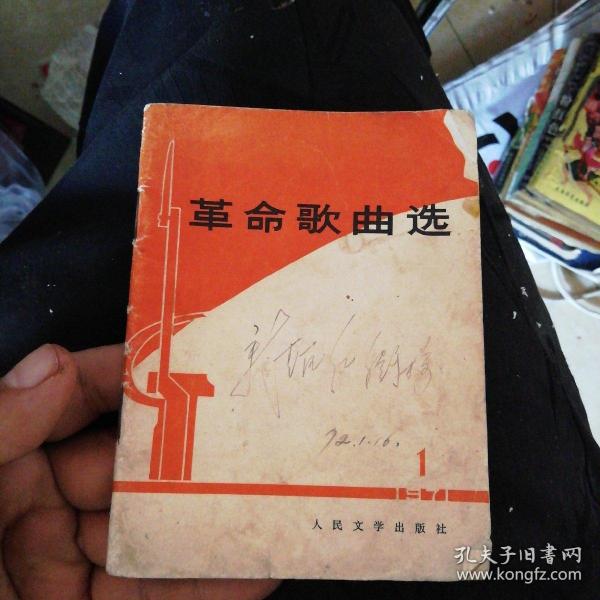 革命歌曲选
72.1.16.
1
1971
人民文学出版社
孔夫子旧书网
www.kongfz.com